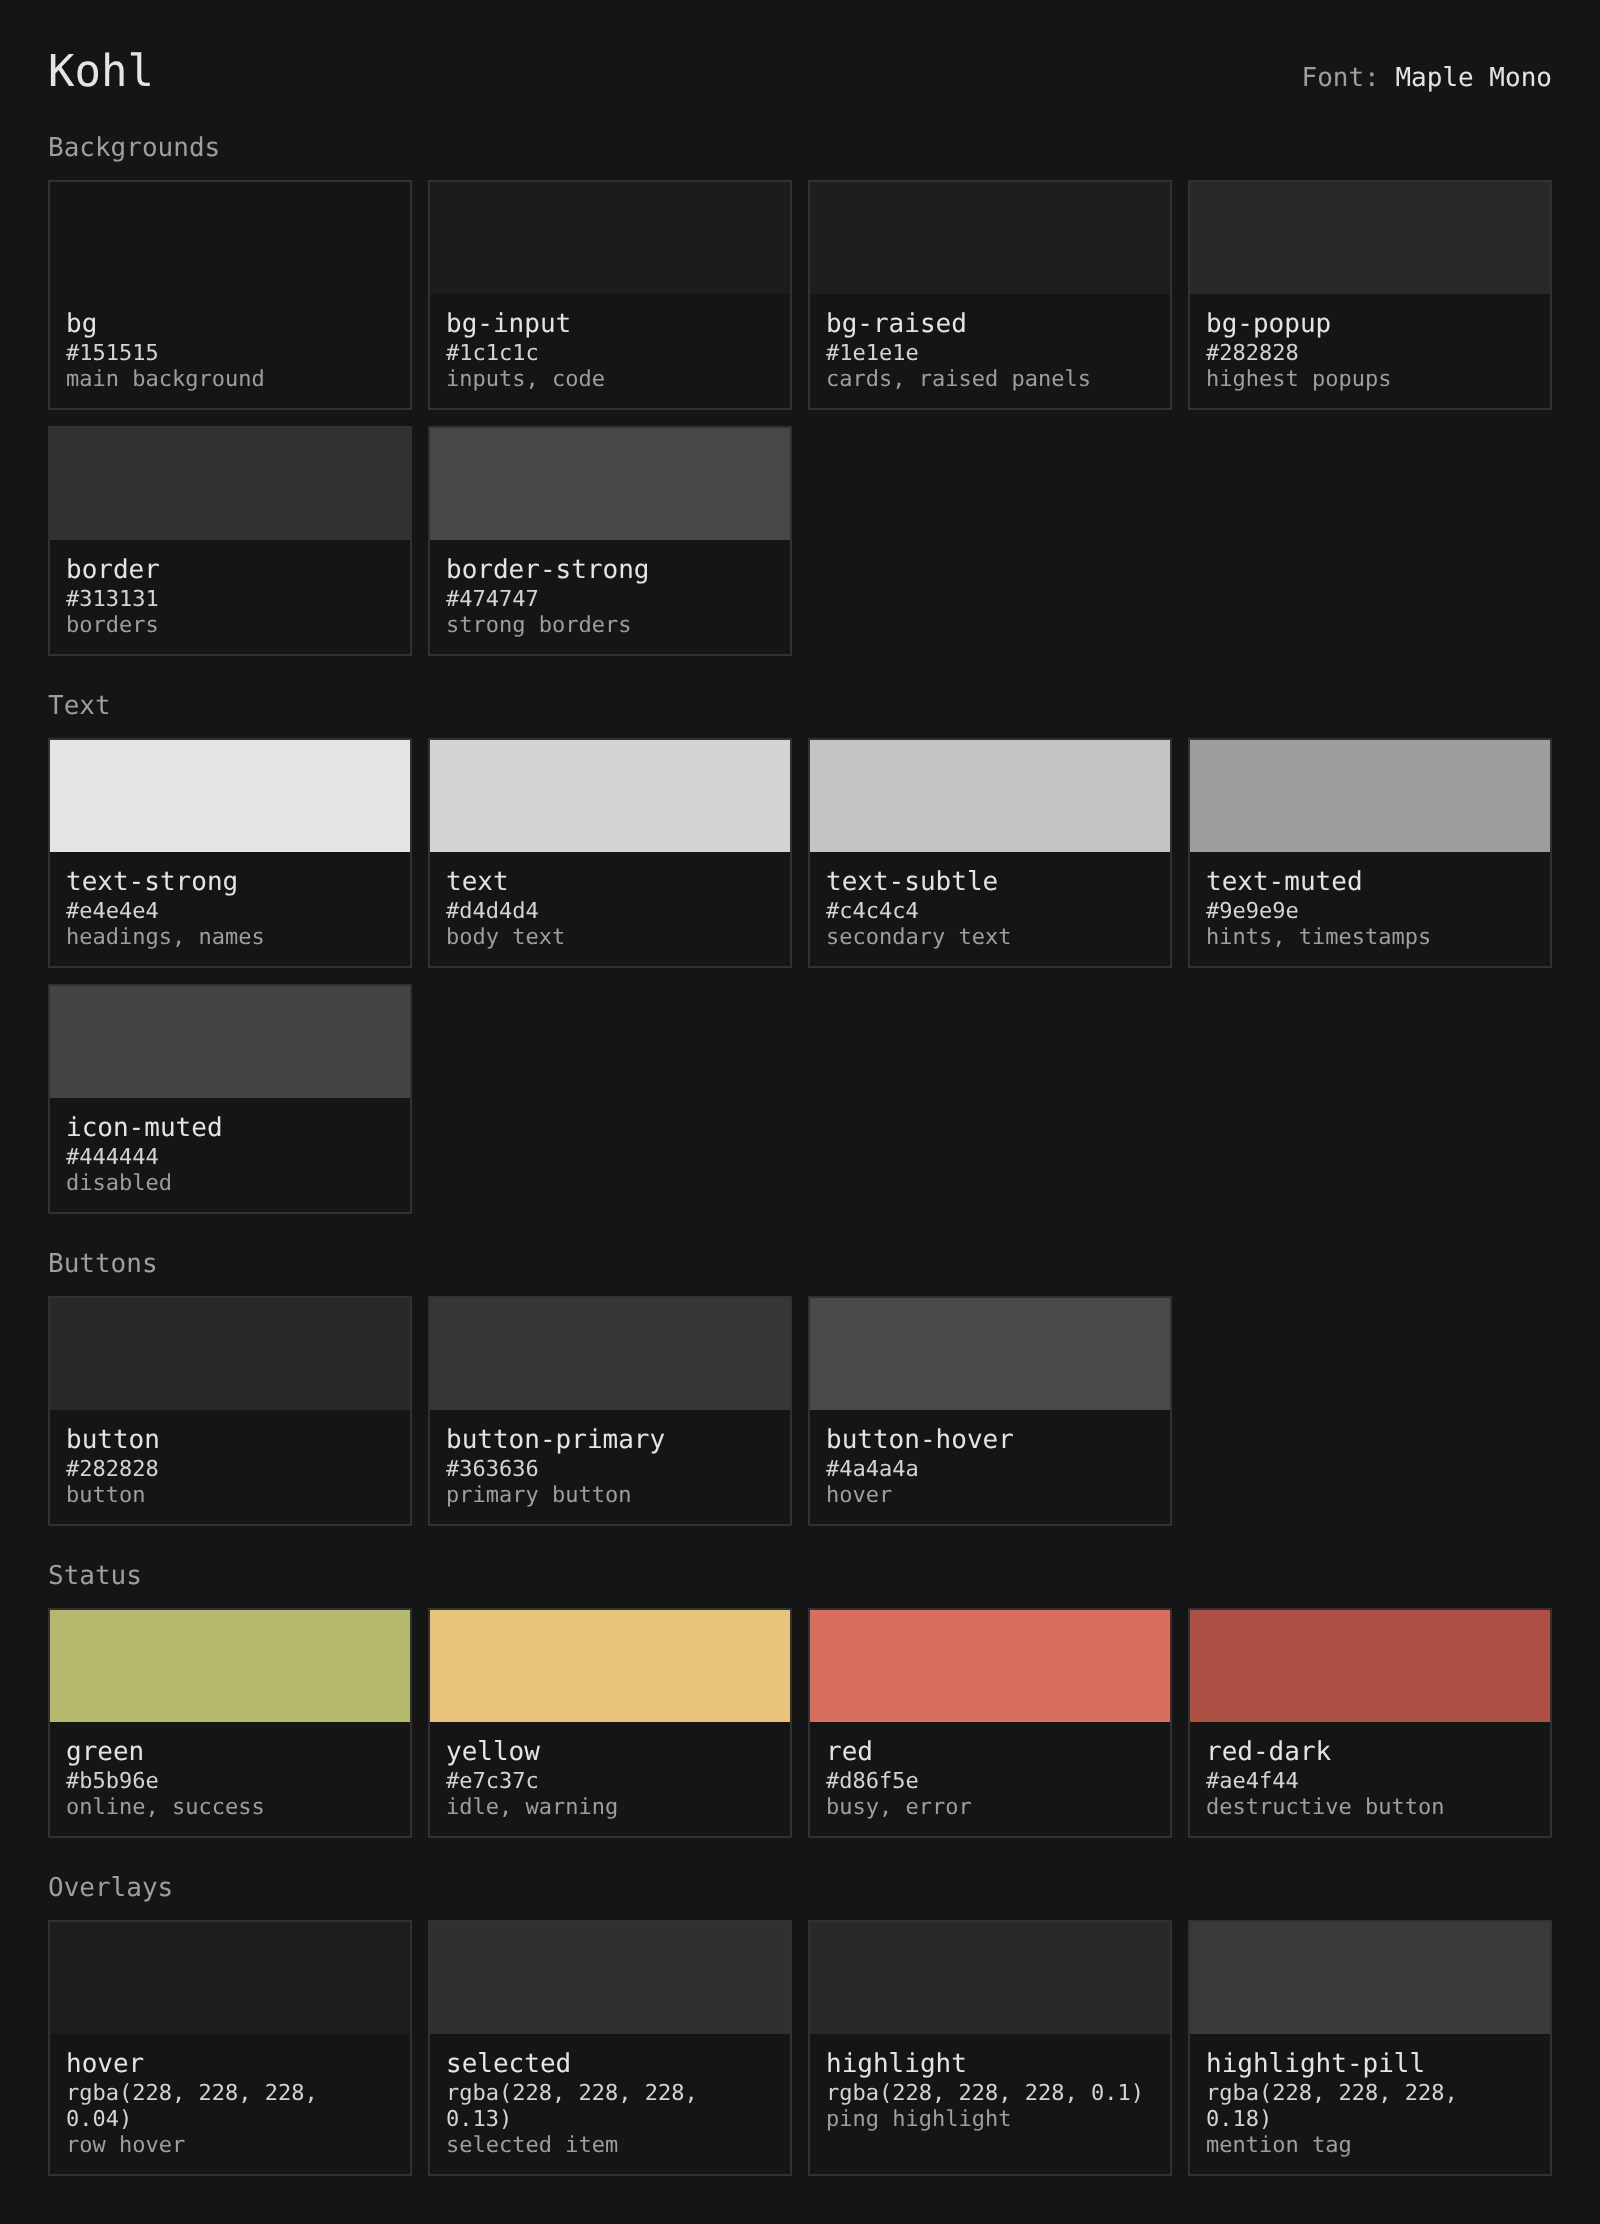 Kohl
Font: Maple Mono
Backgrounds
bg
#151515
main background
bg-input
#1c1c1c
inputs, code
bg-raised
#1e1e1e
cards, raised panels
bg-popup
#282828
highest popups
border
#313131
borders
border-strong
#474747
strong borders
Text
text-strong
#e4e4e4
headings, names
text
#d4d4d4
body text
text-subtle
#c4c4c4
secondary text
text-muted
#9e9e9e
hints, timestamps
icon-muted
#444444
disabled
Buttons
button
#282828
button
button-primary
#363636
primary button
button-hover
#4a4a4a
hover
Status
green
#b5b96e
online, success
yellow
#e7c37c
idle, warning
red
#d86f5e
busy, error
red-dark
#ae4f44
destructive button
Overlays
hover
rgba(228, 228, 228,
0.04)
row hover
selected
rgba(228, 228, 228,
0.13)
selected item
highlight
rgba(228, 228, 228, 0.1)
ping highlight
highlight-pill
rgba(228, 228, 228,
0.18)
mention tag